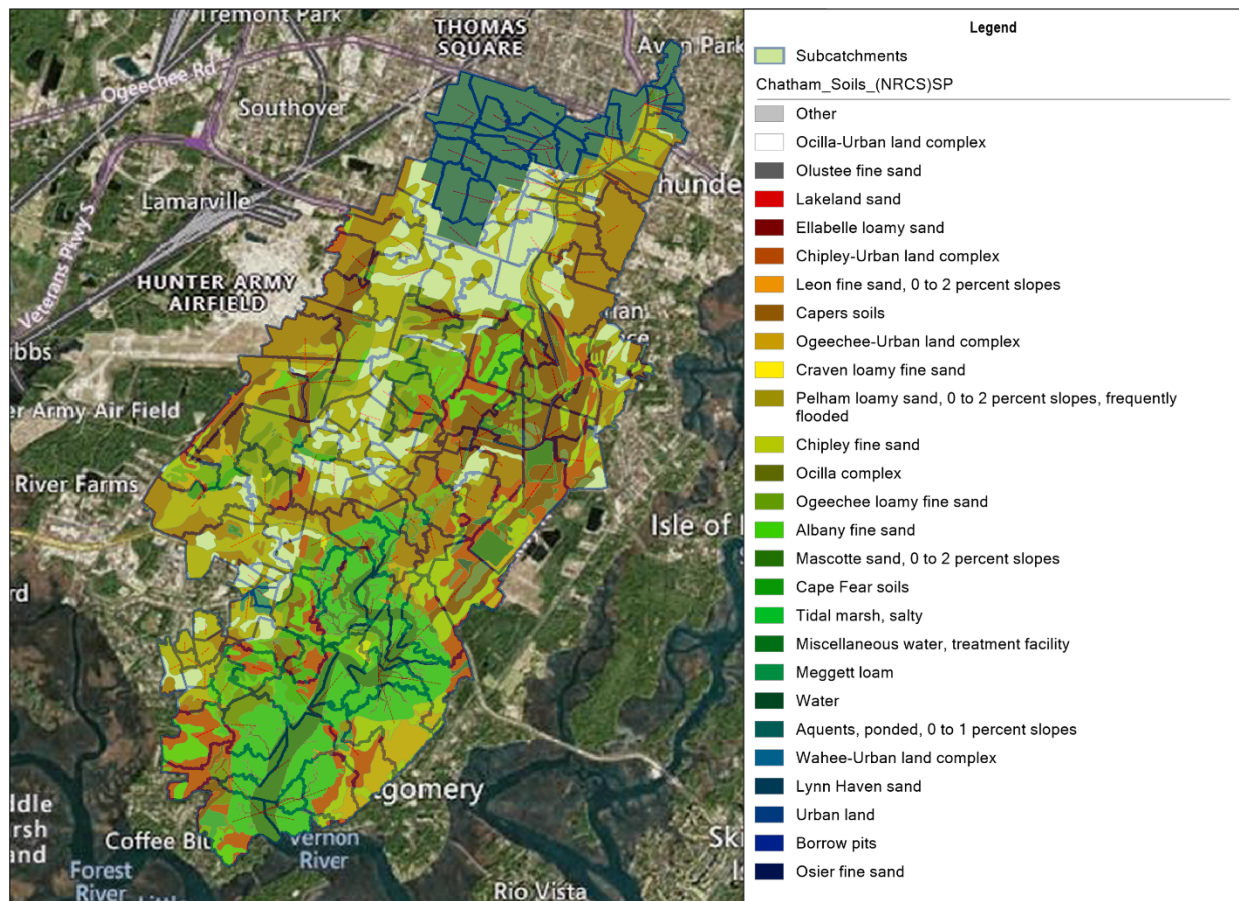 Tremont Park
THOMAS
SQUARE
Avon Park
Ogeechee Rd
Southover
Lamarville
Veterans Pkwy S
HUNTER ARMY
AIRFIELD
Army Air Field
River Farms
Isle of
Coffee
Vernon
River
Forest
River
Rio Vista
Legend
Subcatchments
Chatham_Soils_(NRCS)SP
Other
Ocilla-Urban land complex
Olustee fine sand
Lakeland sand
Ellabelle loamy sand
Chipley-Urban land complex
Leon fine sand, 0 to 2 percent slopes
Capers soils
Ogeechee-Urban land complex
Craven loamy fine sand
Pelham loamy sand, 0 to 2 percent slopes, frequently
flooded
Chipley fine sand
Ocilla complex
Ogeechee loamy fine sand
Albany fine sand
Mascotte sand, 0 to 2 percent slopes
Cape Fear soils
Tidal marsh, salty
Miscellaneous water, treatment facility
Meggett loam
Water
Aquents, ponded, 0 to 1 percent slopes
Wahee-Urban land complex
Lynn Haven sand
Urban land
Borrow pits
Osier fine sand